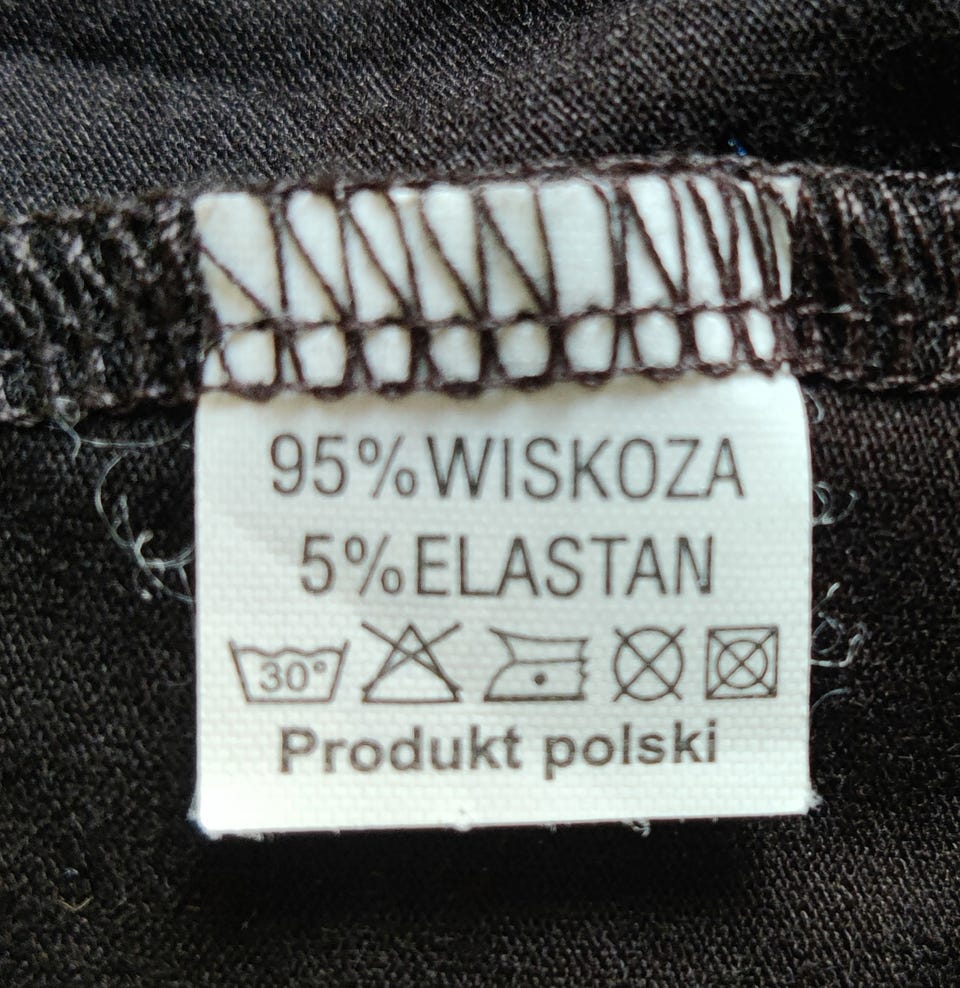 95% WISKOZA
5% ELASTAN
30°
Produkt polski